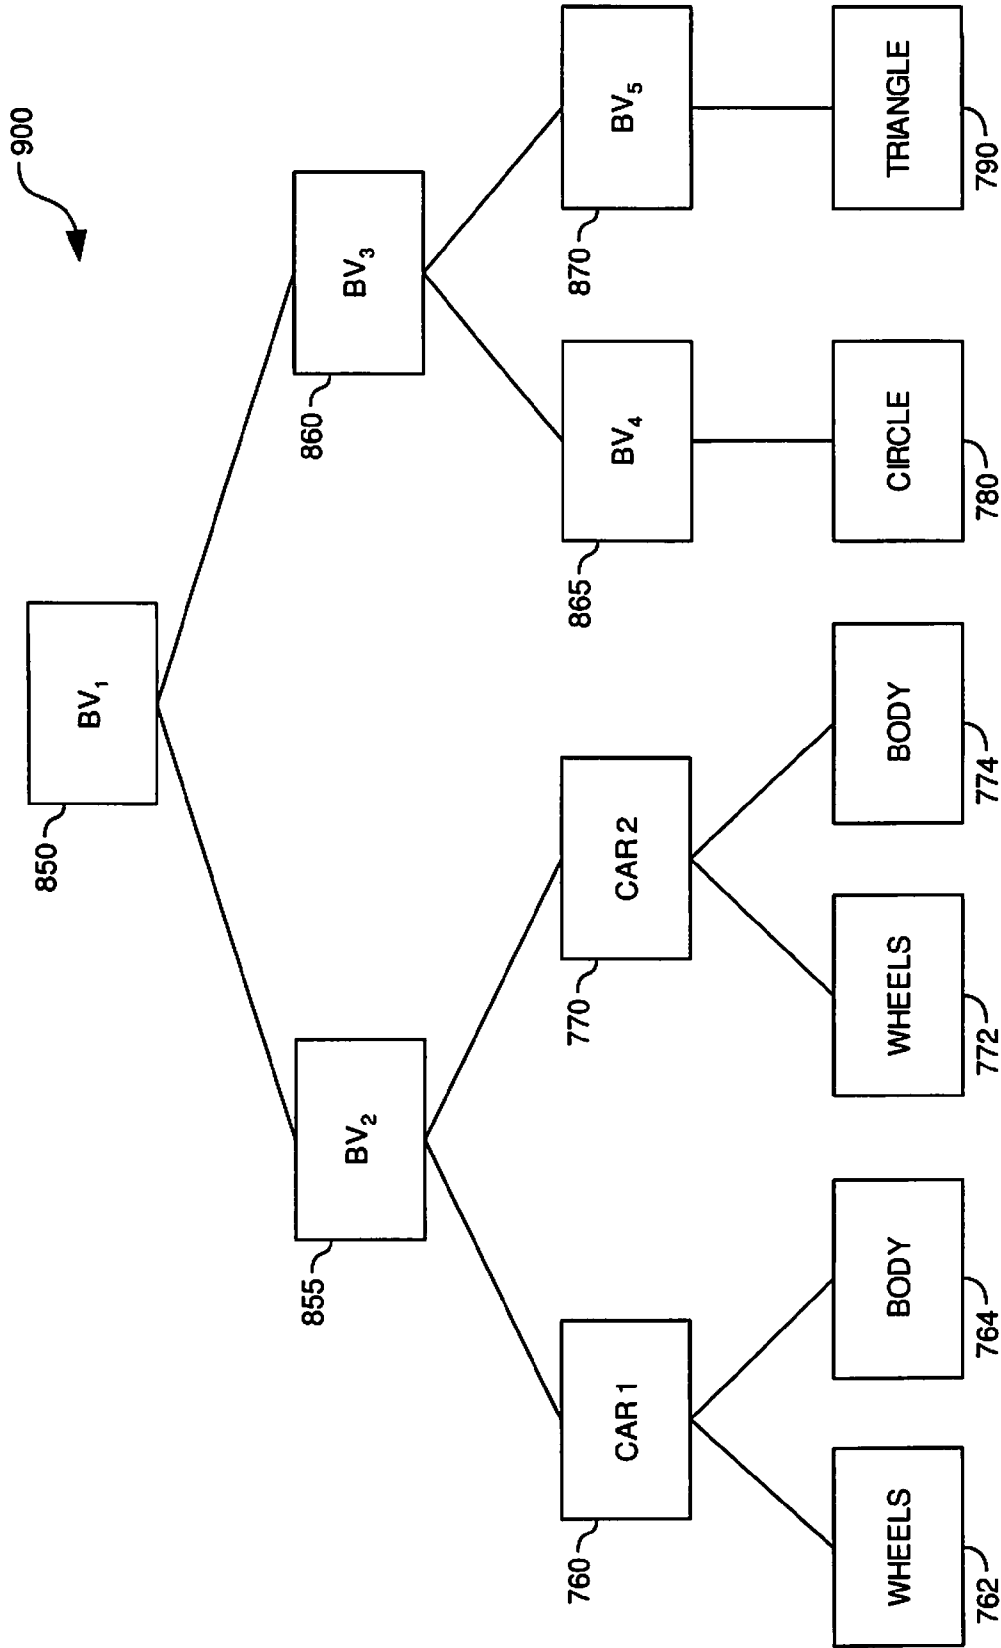 900
BV1
850
BV2
855
BV3
860
CAR 1
760
CAR 2
770
BV4
865
BV5
870
WHEELS
762
BODY
764
WHEELS
772
BODY
774
CIRCLE
780
TRIANGLE
790